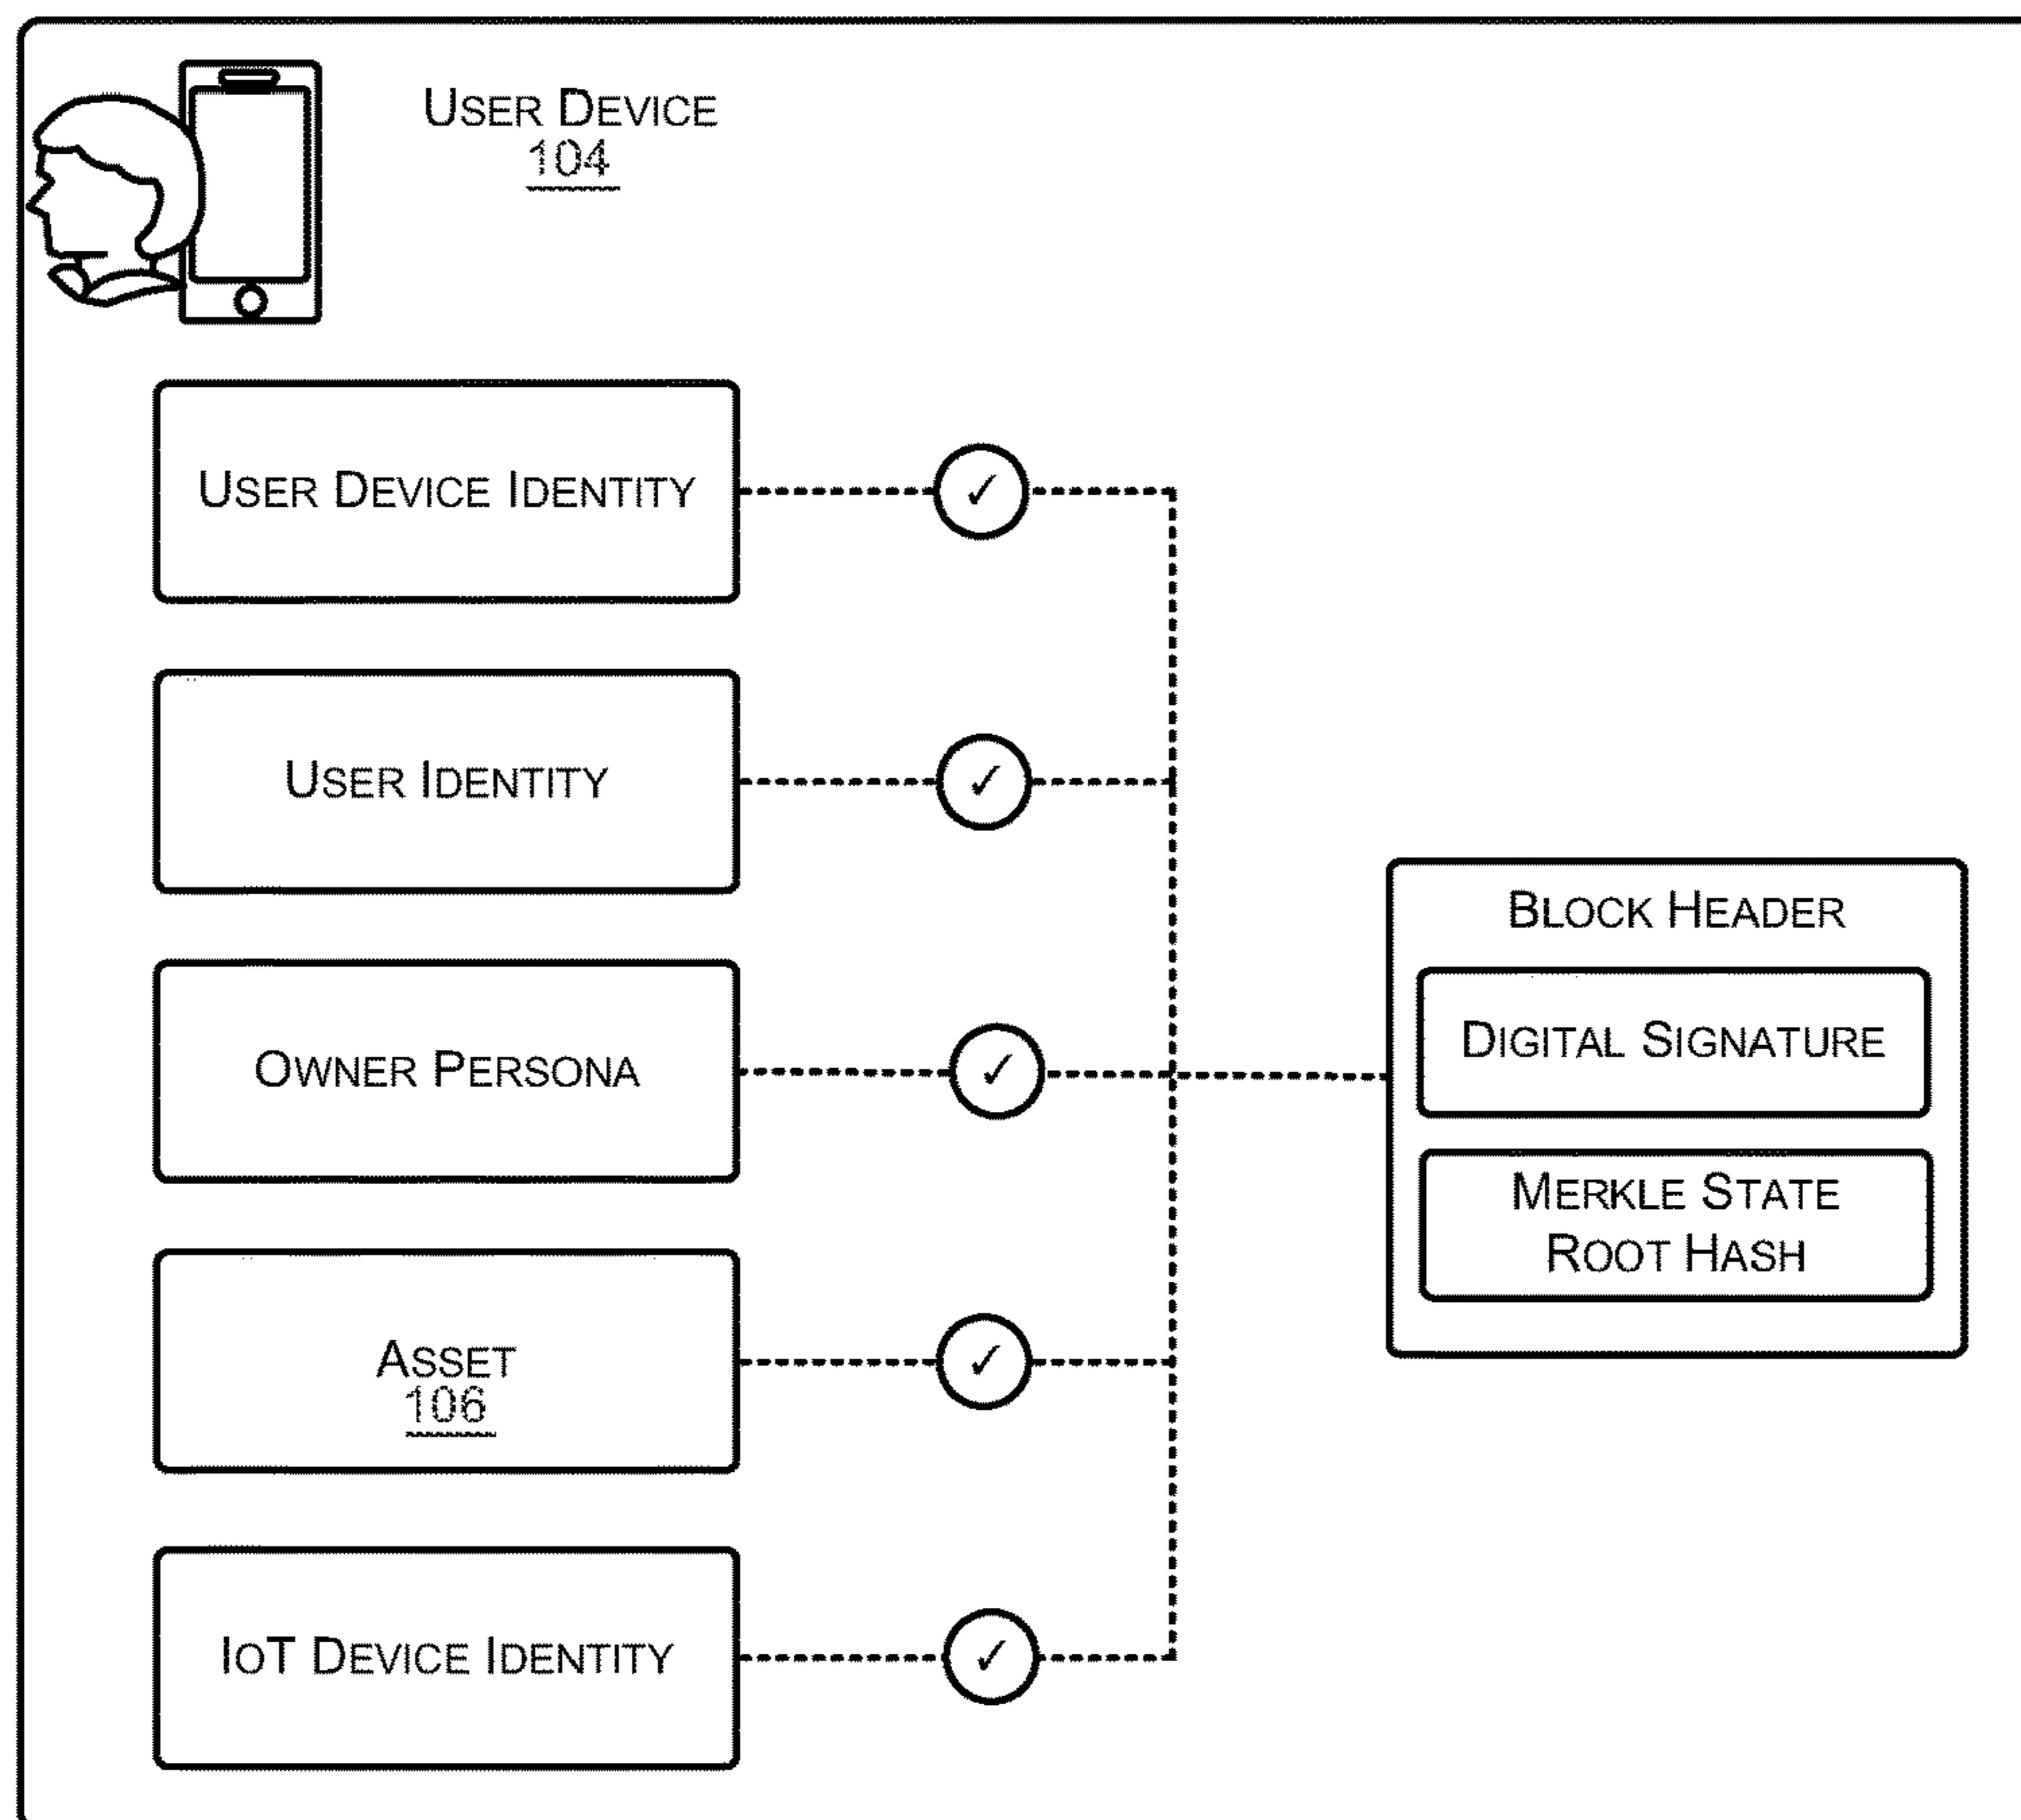 USER DEVICE
104
USER DEVICE IDENTITY
✓
USER IDENTITY
✓
OWNER PERSONA
✓
ASSET
106
✓
IOT DEVICE IDENTITY
✓
BLOCK HEADER
DIGITAL SIGNATURE
MERKLE STATE
ROOT HASH